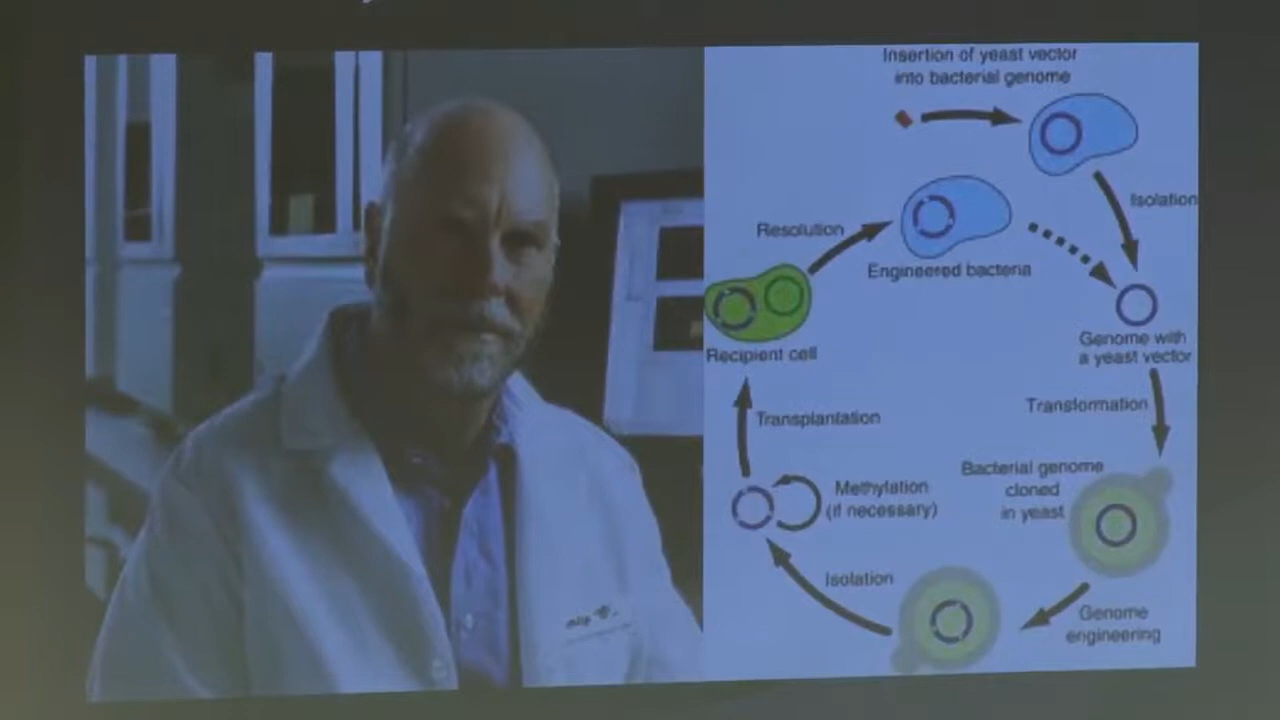 Insertion of yeast vector
into bacterial genome
Isolation
Resolution
Engineered bacteria
Recipient cell
Genome with
a yeast vector
Transformation
Transplantation
Bacterial genome
cloned
in yeast
Methylation
(if necessary)
Isolation
Genome
engineering